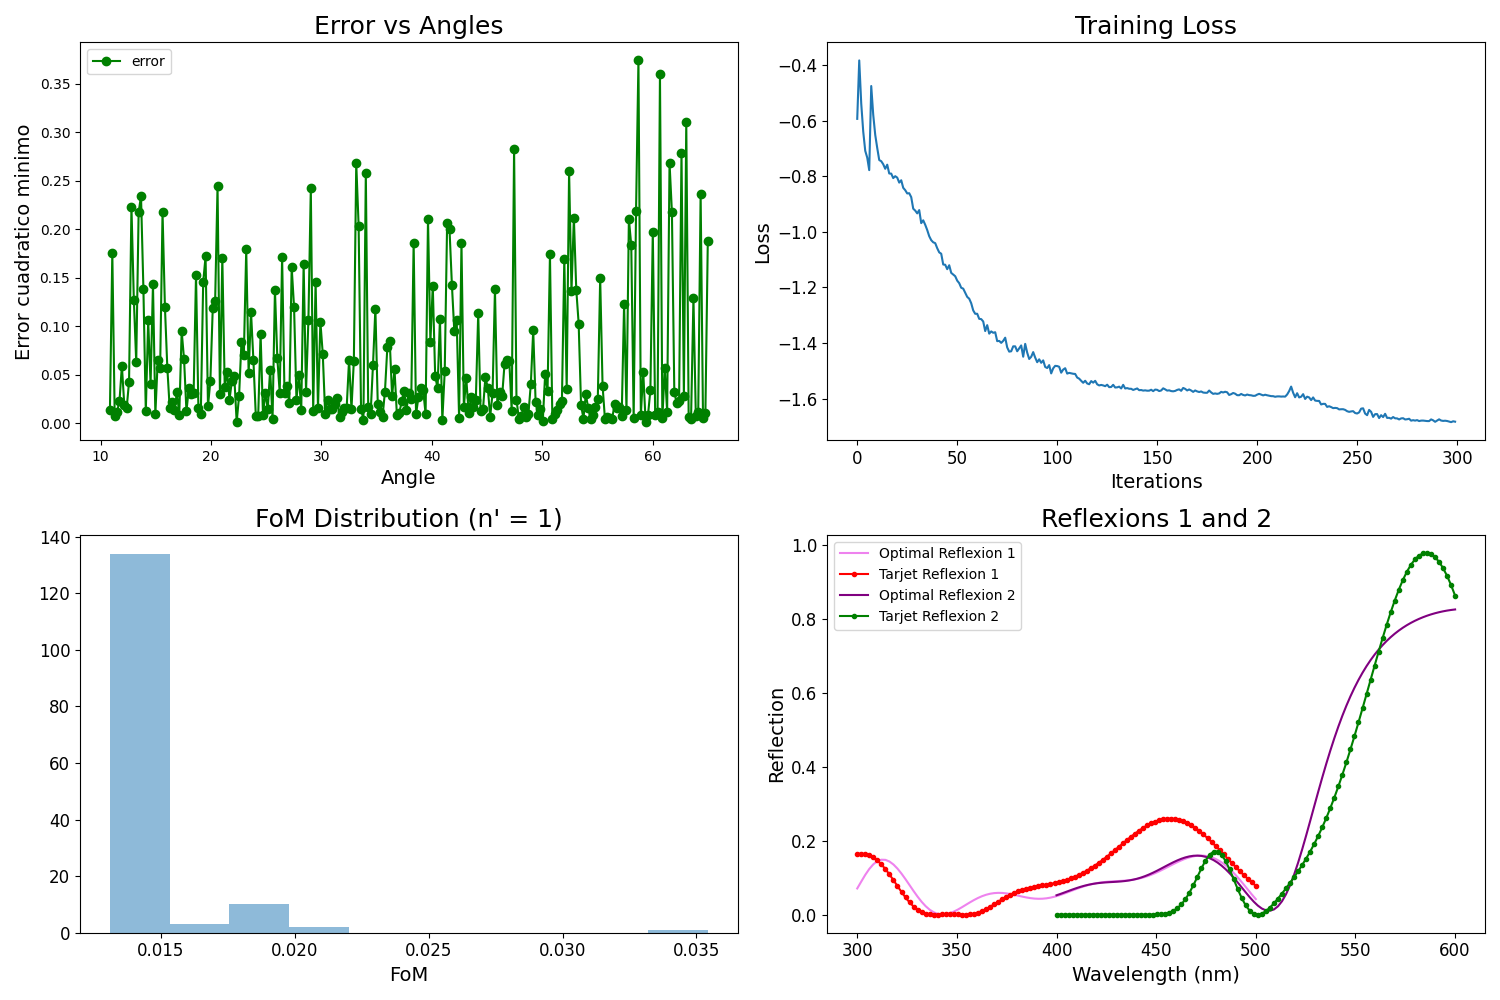 Error vs Angles
error
Error cuadratico minimo
0.35
0.30
0.25
0.20
0.15
0.10
0.05
0.00
10 20 30 40 50 60
Angle
Training Loss
Loss
−0.4
−0.6
−0.8
−1.0
−1.2
−1.4
−1.6
0 50 100 150 200 250 300
Iterations
FoM Distribution (n' = 1)
140
120
100
80
60
40
20
0
0.015 0.020 0.025 0.030 0.035
FoM
Reflexions 1 and 2
Optimal Reflexion 1
Tarjet Reflexion 1
Optimal Reflexion 2
Tarjet Reflexion 2
Reflection
1.0
0.8
0.6
0.4
0.2
0.0
300 350 400 450 500 550 600
Wavelength (nm)